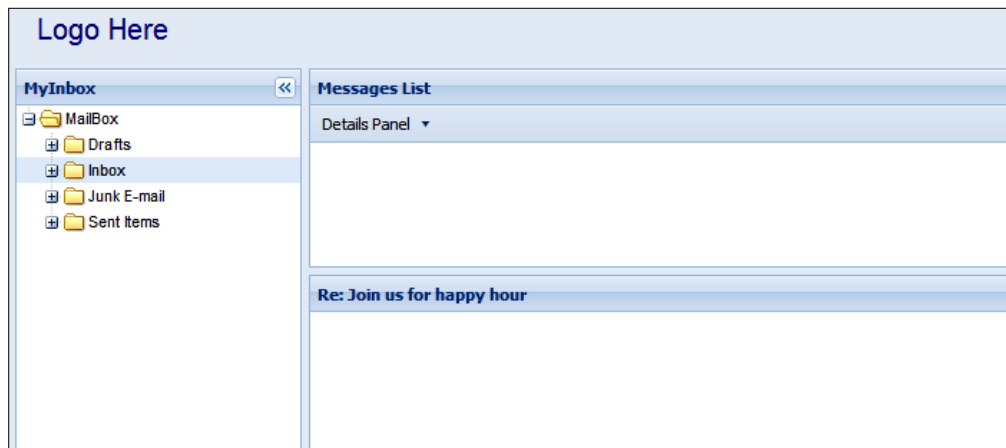 Logo Here
MyInbox
MailBox
Drafts
Inbox
Junk E-mail
Sent Items
Messages List
Details Panel
Re: Join us for happy hour